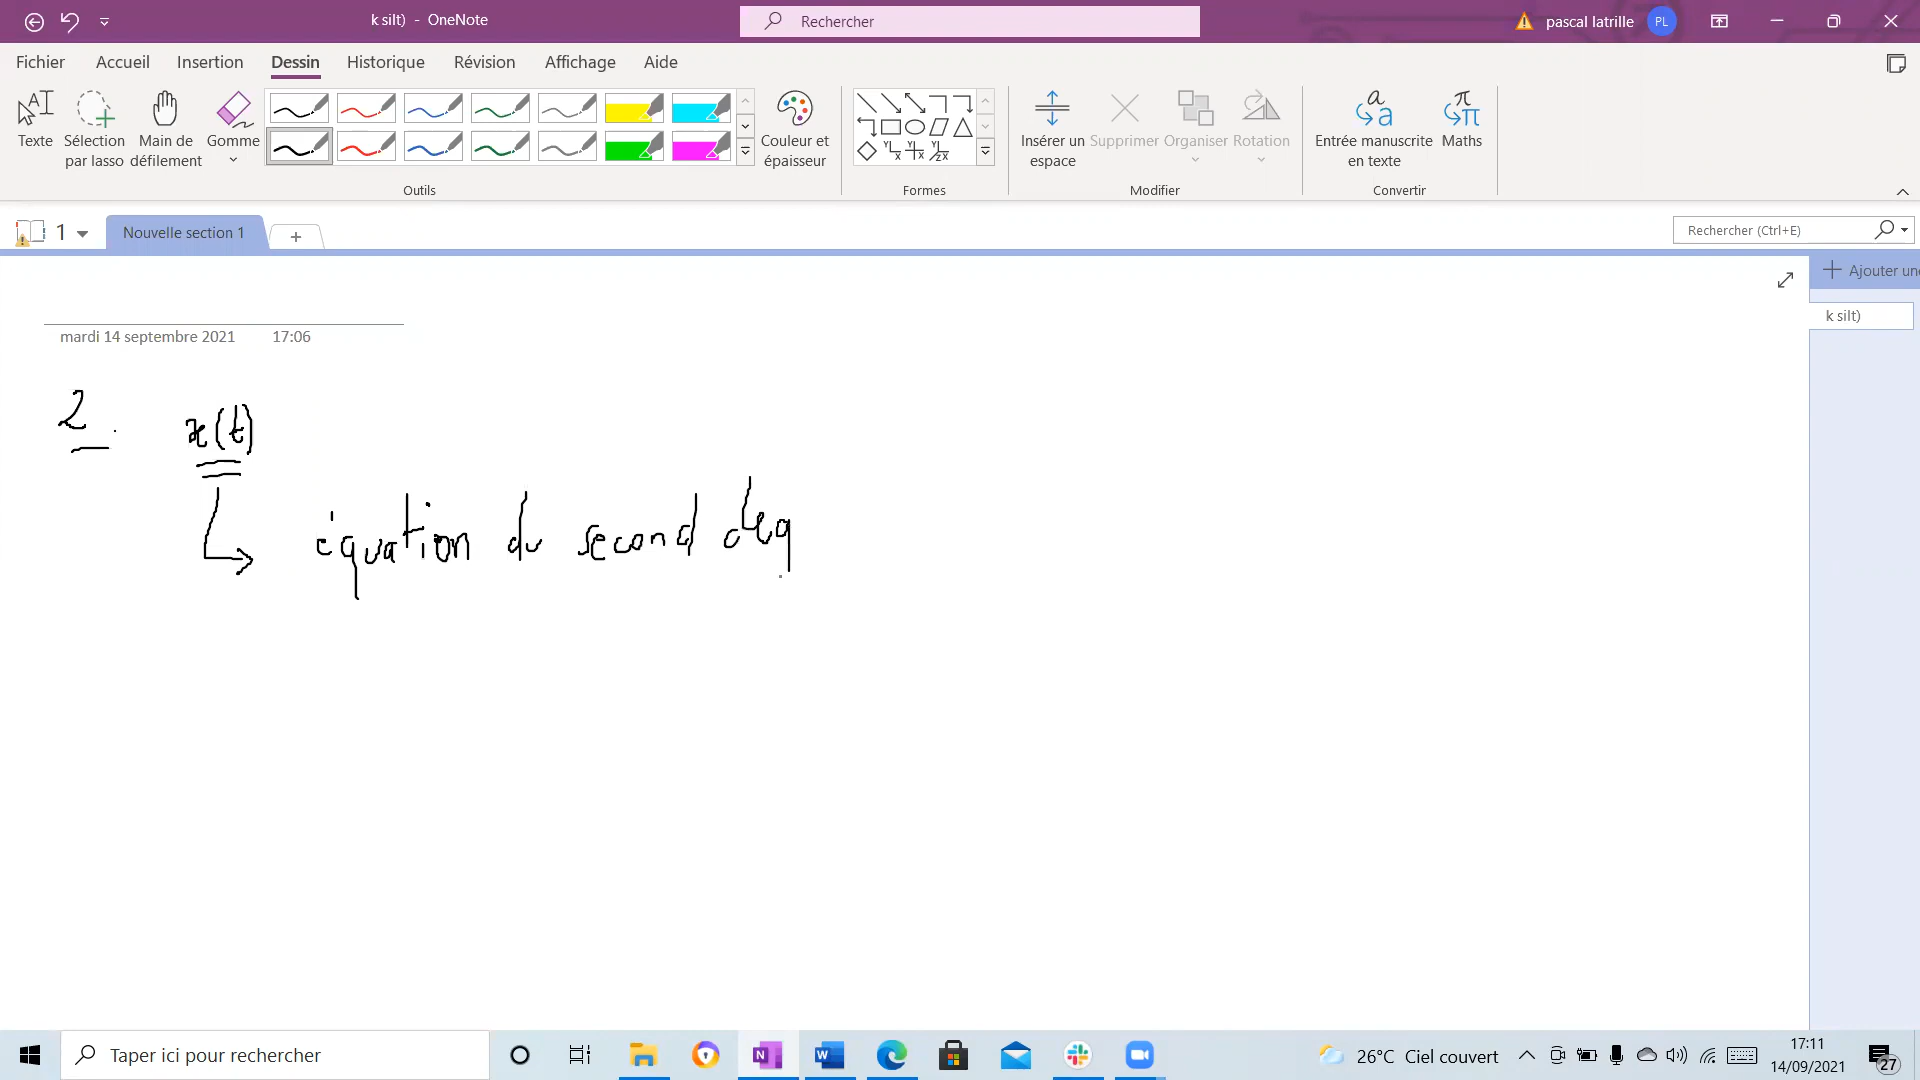 k silt) - OneNote
Rechercher
pascal latrille
PL
Fichier
Accueil
Insertion
Dessin
Historique
Révision
Affichage
Aide
Texte
Sélection par lasso
Main de défilement
Gomme
Couleur et épaisseur
Insérer un espace
Supprimer
Organiser
Rotation
Entrée manuscrite en texte
Maths
Outils
Formes
Modifier
Convertir
1
Nouvelle section 1
Rechercher (Ctrl+E)
Ajouter une
k silt)
mardi 14 septembre 2021 17:06
2. x(t)
équation du second deg
Taper ici pour rechercher
26°C Ciel couvert
17:11
14/09/2021
27